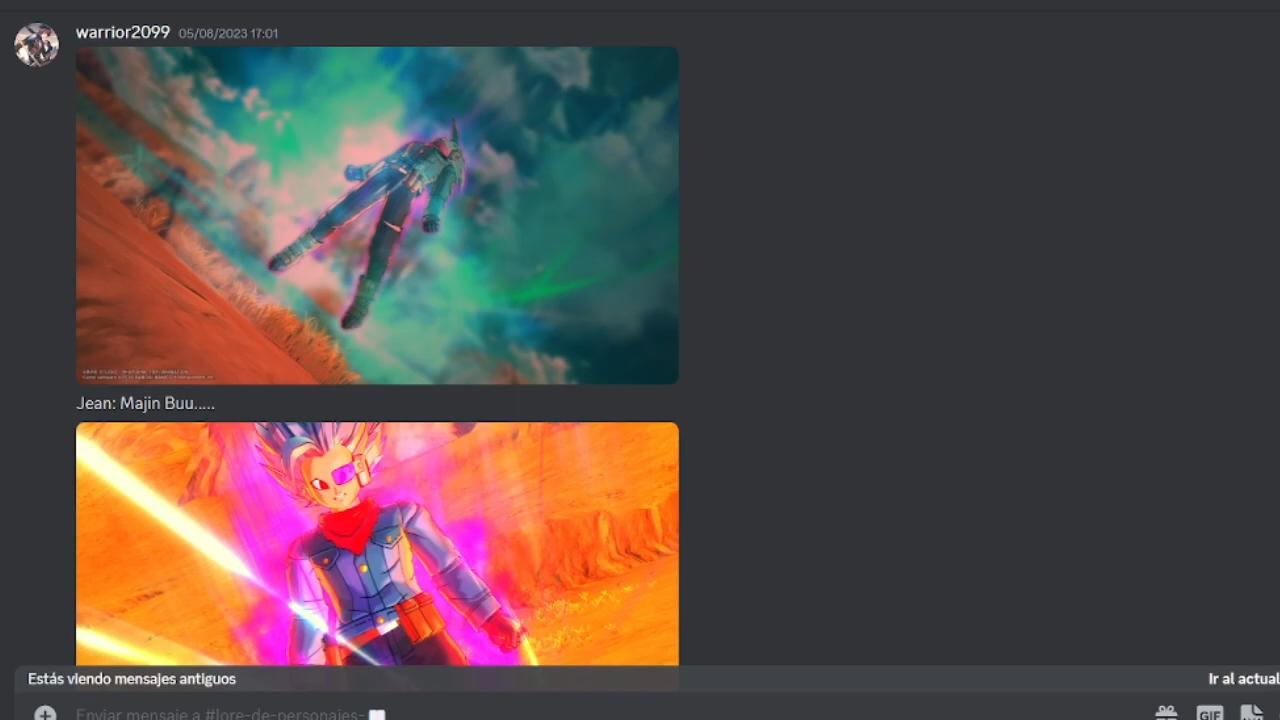 warrior2099 05/08/2023 17:01
Jean: Majin Buu.....
Estás viendo mensajes antiguos
Ir al actual
Enviar mensaje a #lore-de-personajes-
GIF